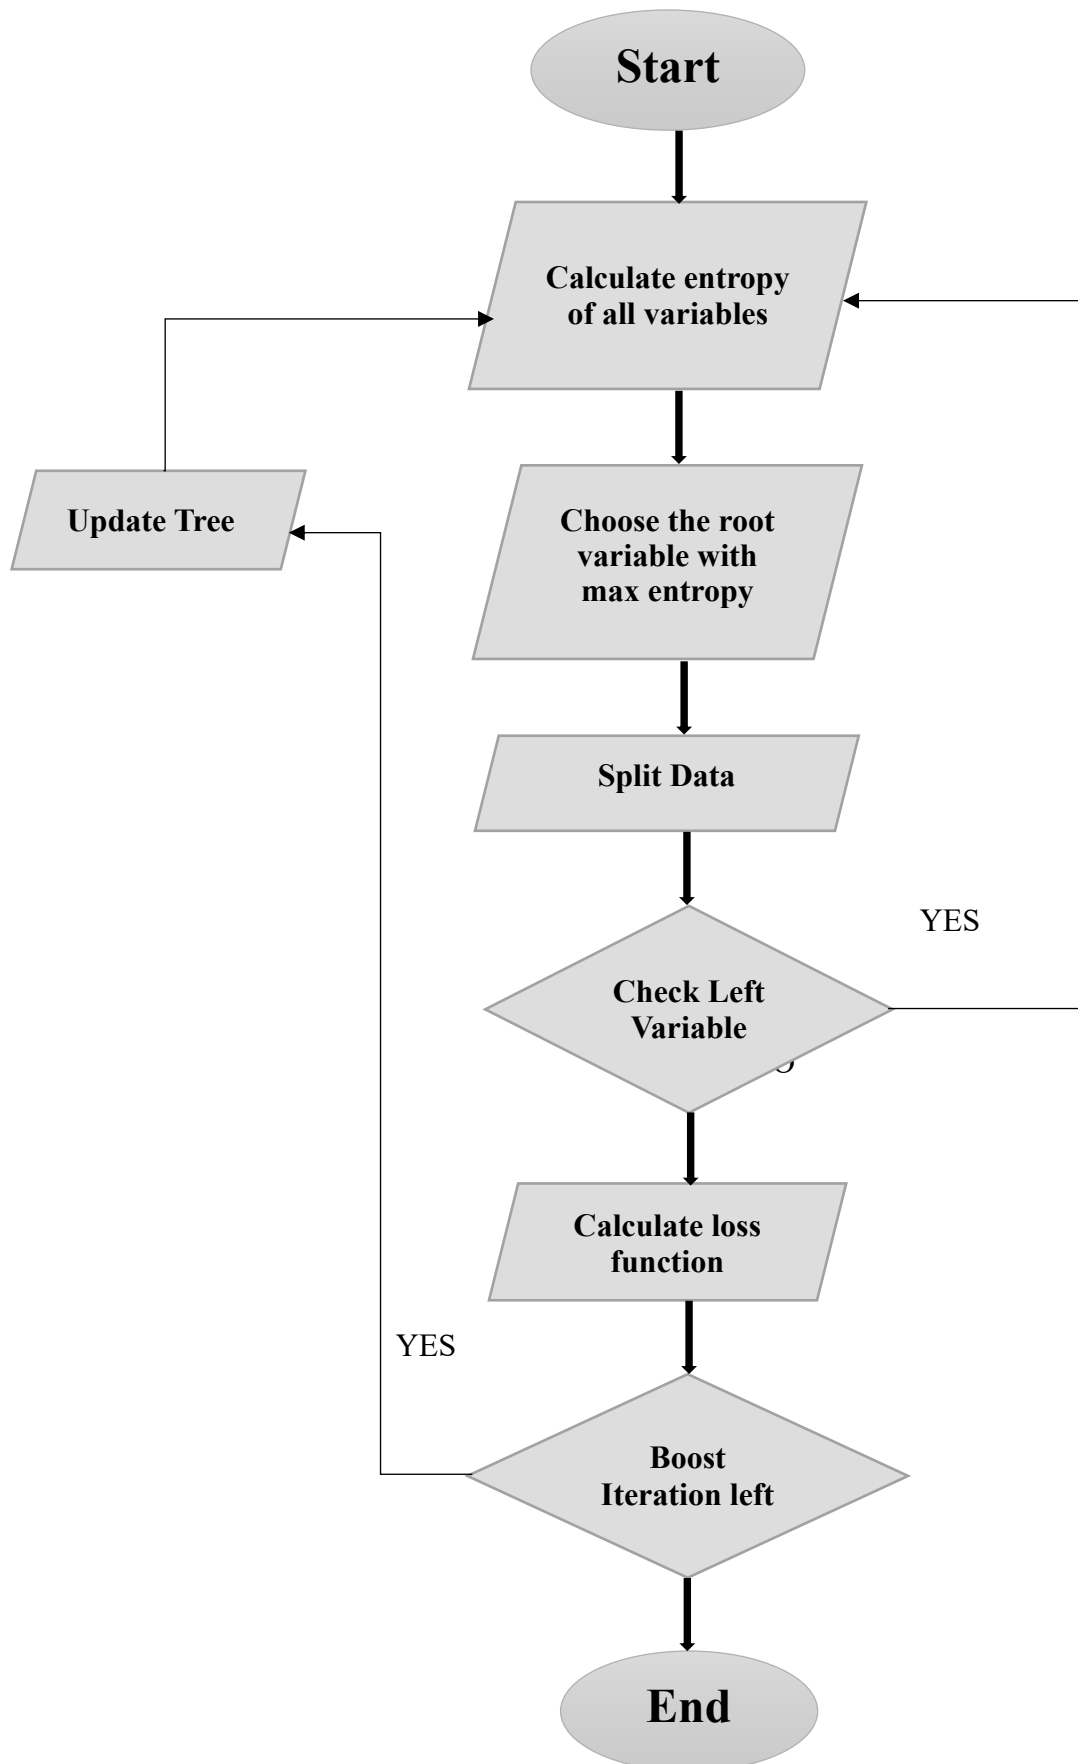 Start
Calculate entropy
of all variables
Update Tree
Choose the root
variable with
max entropy
Split Data
YES
Check Left
Variable
Calculate loss
function
YES
Boost
Iteration left
End